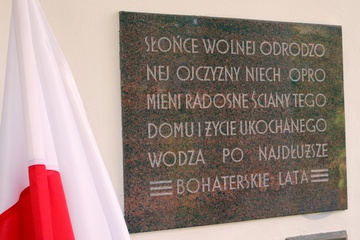 SŁOŃCE WOLNEJ ODRODZO
NEJ OJCZYZNY NIECH OPRO
MIENI RADOSNE ŚCIANY TEGO
DOMU I ŻYCIE UKOCHANEGO
WODZA PO NAJDŁUŻSZE
BOHATERSKIE LATA